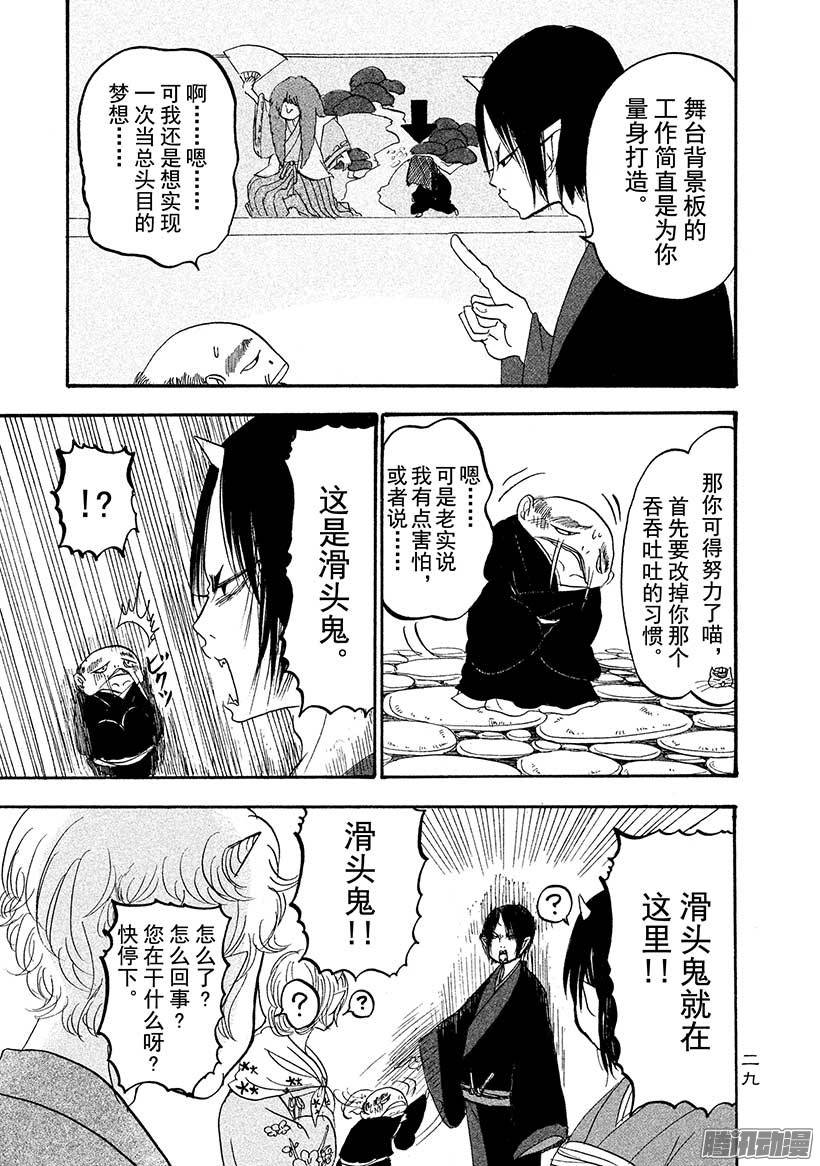 舞台背景板的
工作简直是为你
量身打造。
啊……嗯……
可我还是想实现
一次当总头目的
梦想……
那你可得努力了喵，
首先要改掉你那个
吞吞吐吐的习惯。
嗯……
可是老实说
我有点害怕，
或者说……
这是滑头鬼。
!?
ビクッ
滑头鬼就在
这里!!
?
滑头鬼!!
?
?
怎么了?
怎么回事?
您在干什么呀?
快停下。
二九
腾讯动漫